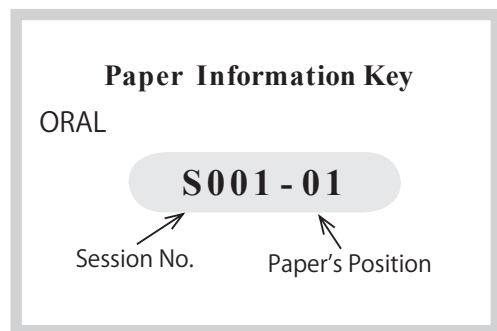 Paper Information Key
ORAL
S001 - 01
Session No.
Paper's Position